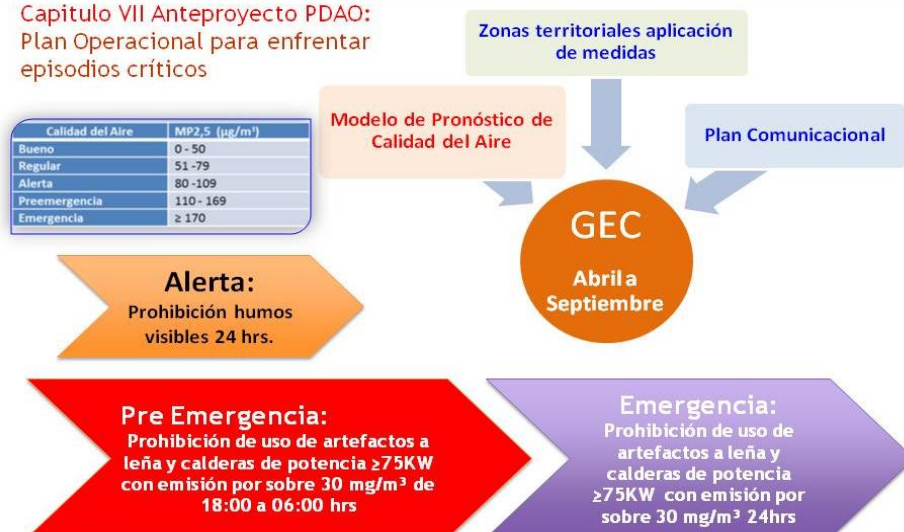 Capitulo VII Anteproyecto PDAO:
Plan Operacional para enfrentar
episodios críticos
Zonas territoriales aplicación
de medidas
Modelo de Pronóstico de
Calidad del Aire
Plan Comunicacional
Calidad del Aire MP2,5 (µg/m³)
Bueno 0 - 50
Regular 51 -79
Alerta 80 -109
Preemergencia 110 - 169
Emergencia ≥ 170
GEC
Abril a
Septiembre
Alerta:
Prohibición humos
visibles 24 hrs.
Pre Emergencia:
Prohibición de uso de artefactos a
leña y calderas de potencia ≥75KW
con emisión por sobre 30 mg/m³ de
18:00 a 06:00 hrs
Emergencia:
Prohibición de uso de
artefactos a leña y
calderas de potencia
≥75KW con emisión por
sobre 30 mg/m³ 24hrs